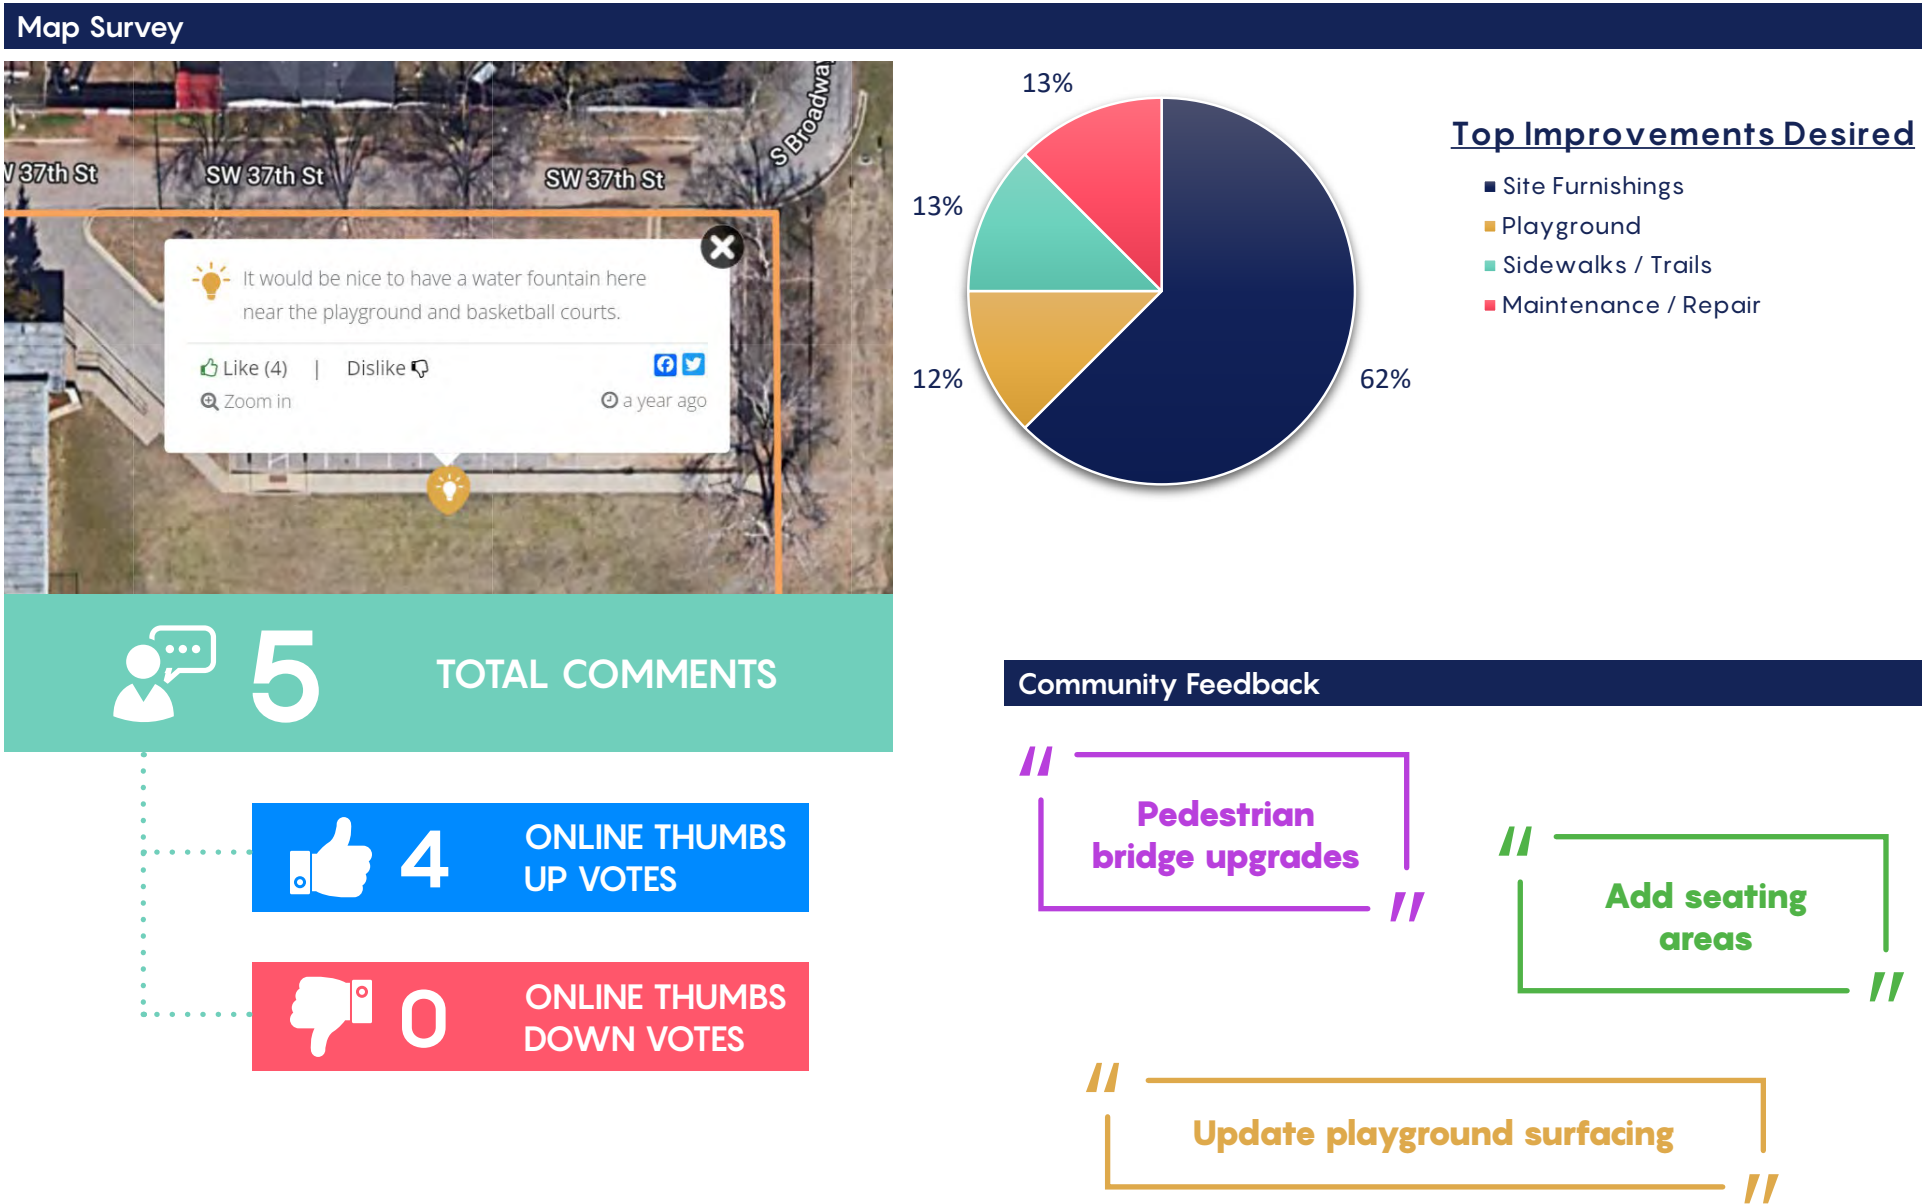 Map Survey
S Broadway
37th St
SW 37th St
SW 37th St
It would be nice to have a water fountain here
near the playground and basketball courts.
Like (4) | Dislike
Zoom in
a year ago
5 TOTAL COMMENTS
4 ONLINE THUMBS
UP VOTES
0 ONLINE THUMBS
DOWN VOTES
13%
13%
12%
62%
Top Improvements Desired
Site Furnishings
Playground
Sidewalks / Trails
Maintenance / Repair
Community Feedback
"Pedestrian
bridge upgrades"
"Add seating
areas"
"Update playground surfacing"